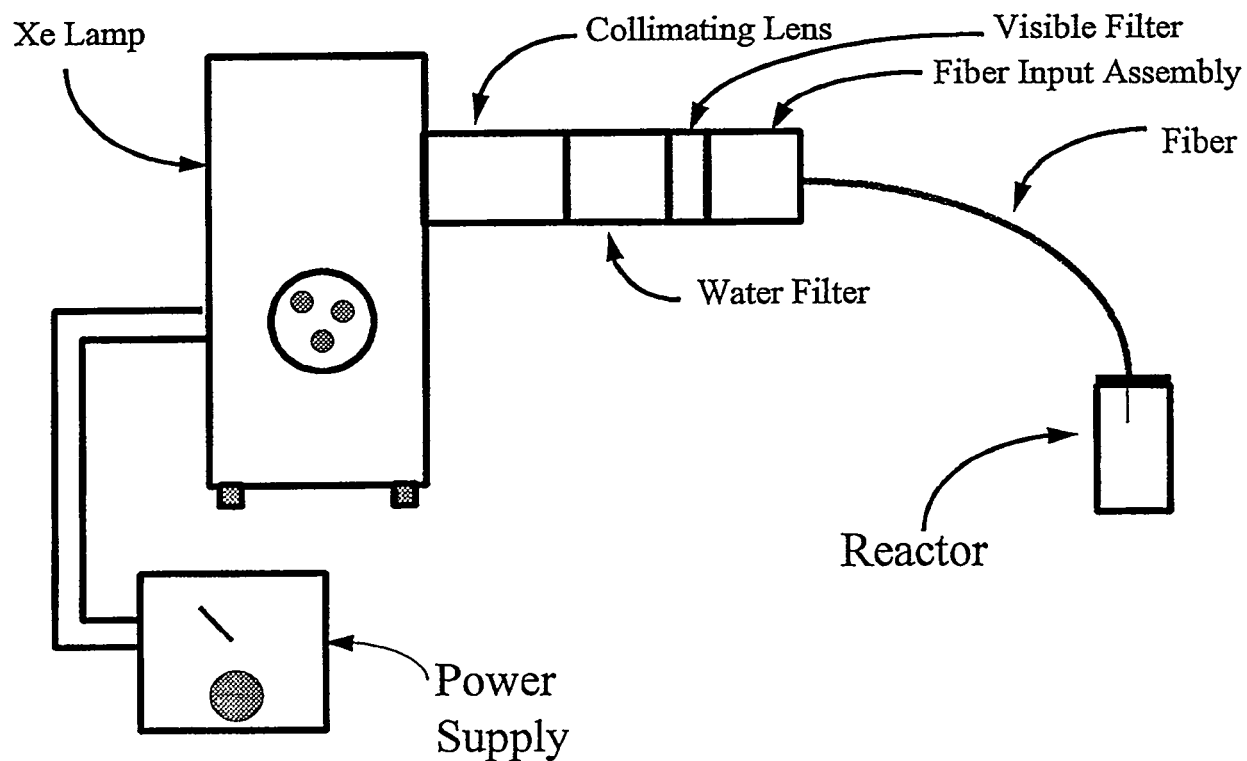 Xe Lamp
Collimating Lens
Visible Filter
Fiber Input Assembly
Fiber
Water Filter
Reactor
Power
Supply